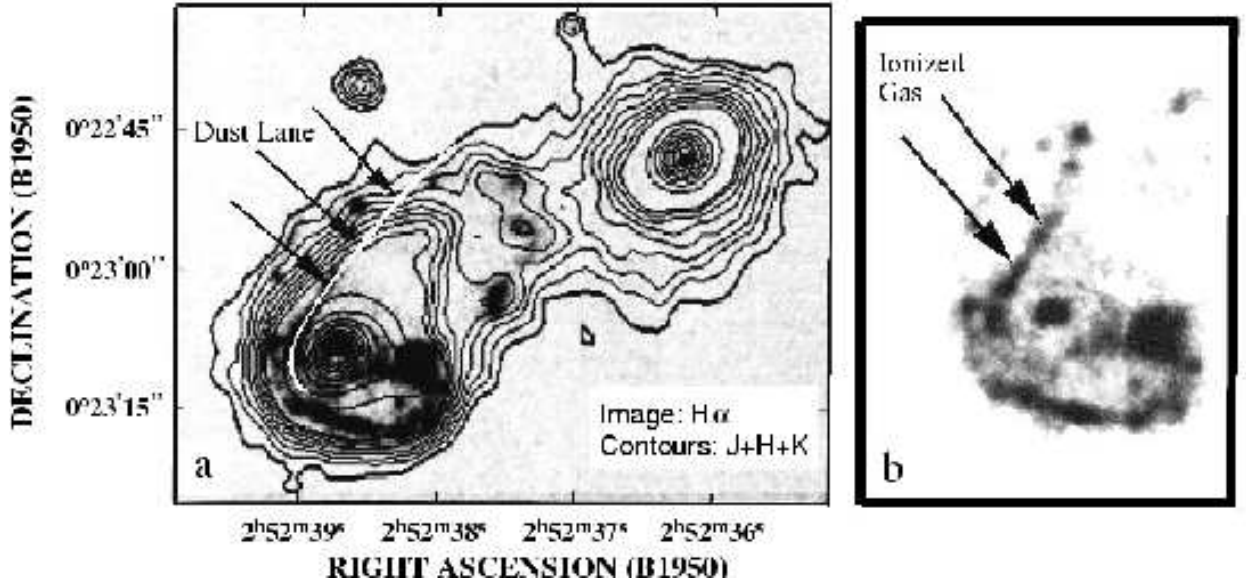 Dust Lane
Image: Hα
Contours: J+H+K
a
DECLINATION (B1950)
0°22'45"
0°23'00"
0°23'15"
2ʰ52ᵐ39ˢ 2ʰ52ᵐ38ˢ 2ʰ52ᵐ37ˢ 2ʰ52ᵐ36ˢ
RIGHT ASCENSION (B1950)
Ionized
Gas
b